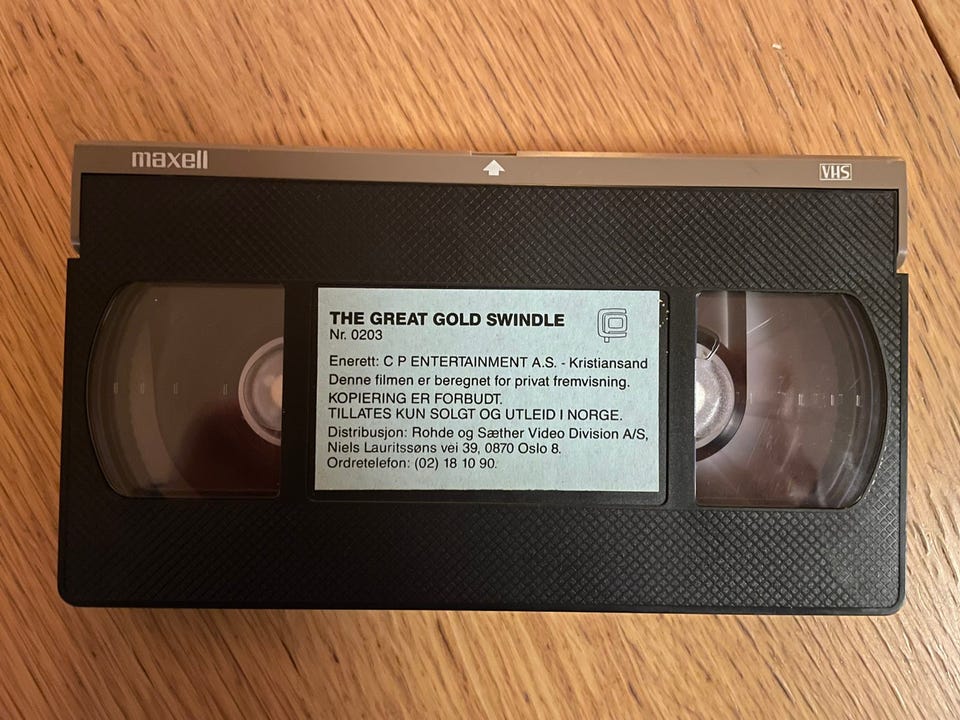 maxell
VHS
THE GREAT GOLD SWINDLE
Nr. 0203
Enerett: C P ENTERTAINMENT A.S. - Kristiansand
Denne filmen er beregnet for privat fremvisning.
KOPIERING ER FORBUDT.
TILLATES KUN SOLGT OG UTLEID I NORGE.
Distribusjon: Rohde og Sæther Video Division A/S,
Niels Lauritssøns vei 39, 0870 Oslo 8.
Ordretelefon: (02) 18 10 90.